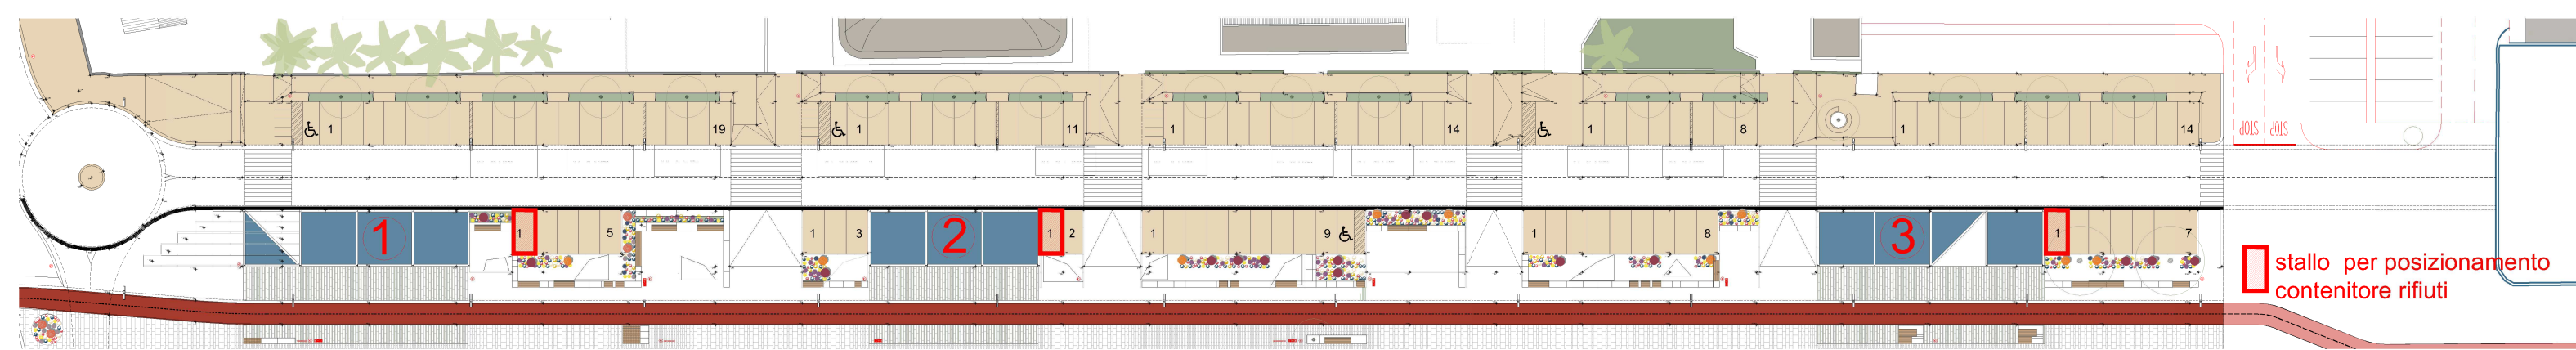 STOP STOP
1 19 1 11 1 14 1 8 1 14
1 1 5 1 3 2 1 2 1 9 1 8 3 1 7
stallo per posizionamento
contenitore rifiuti